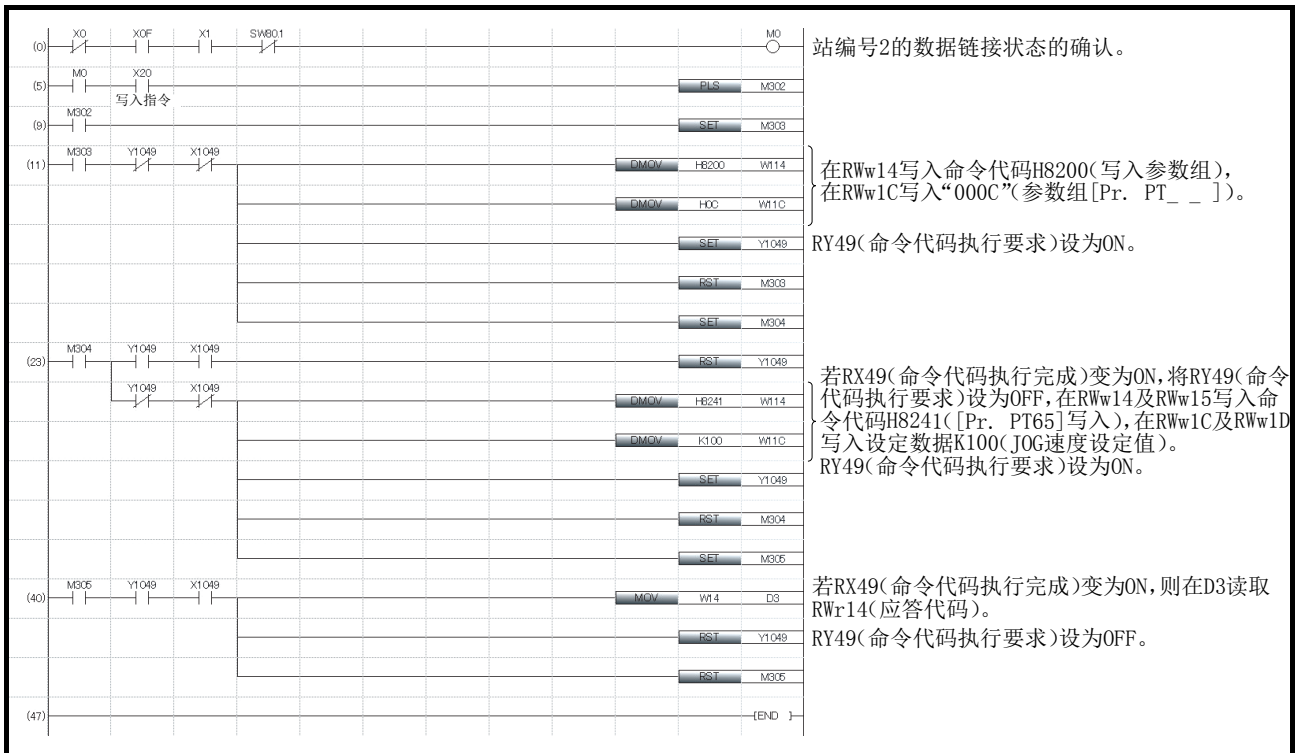 X0 X0F X1 SW80.1 M0
(0) 站编号2的数据链接状态的确认。
M0 X20
(5) PLS M302
写入指令
M302
(9) SET M303
M303 Y1049 X1049
(11) DMOV H8200 W114
在RWw14写入命令代码H8200(写入参数组),
在RWw1C写入“000C”(参数组[Pr. PT_ _ ])。
DMOV H0C W11C
SET Y1049 RY49(命令代码执行要求)设为ON。
RST M303
SET M304
M304 Y1049 X1049
(23) RST Y1049
Y1049 X1049
DMOV H8241 W114
DMOV K100 W11C
若RX49(命令代码执行完成)变为ON,将RY49(命令
代码执行要求)设为OFF,在RWw14及RWw15写入命
令代码H8241([Pr. PT65]写入),在RWw1C及RWw1D
写入设定数据K100(JOG速度设定值)。
RY49(命令代码执行要求)设为ON。
SET Y1049
RST M304
SET M305
M305 Y1049 X1049
(40) MOV W14 D3
若RX49(命令代码执行完成)变为ON,则在D3读取
RWr14(应答代码)。
RST Y1049 RY49(命令代码执行要求)设为OFF。
RST M305
(47) [END ]